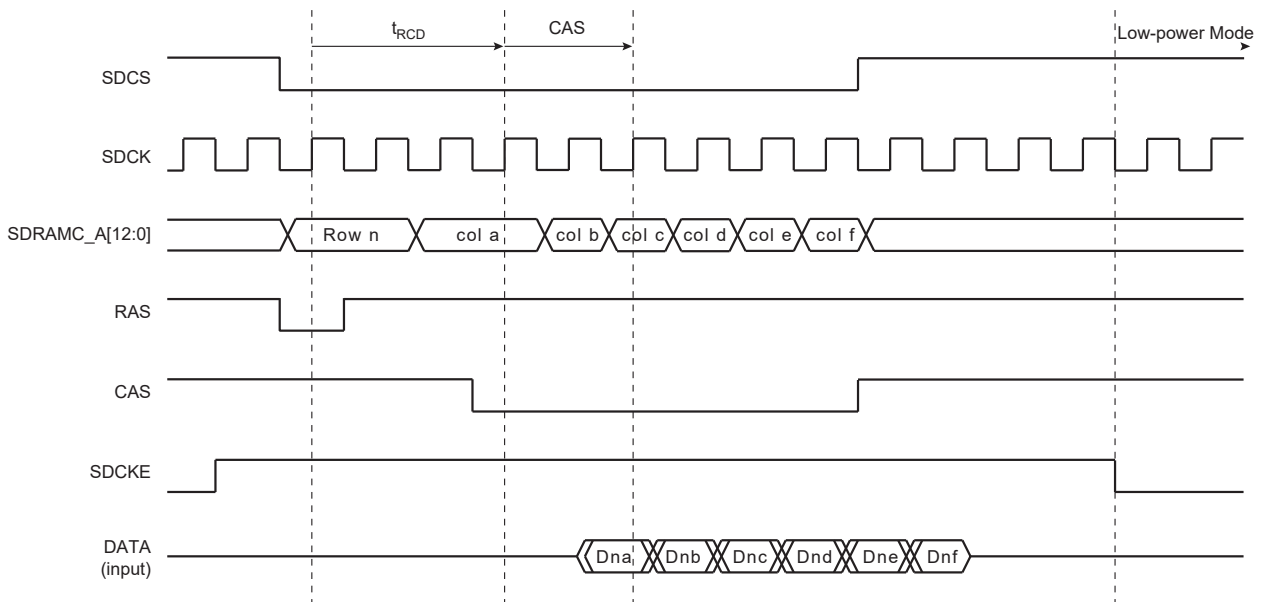 t_RCD
CAS
Low-power Mode
SDCS
SDCK
SDRAMC_A[12:0]
Row n
col a
col b
col c
col d
col e
col f
RAS
CAS
SDCKE
DATA
(input)
Dna
Dnb
Dnc
Dnd
Dne
Dnf